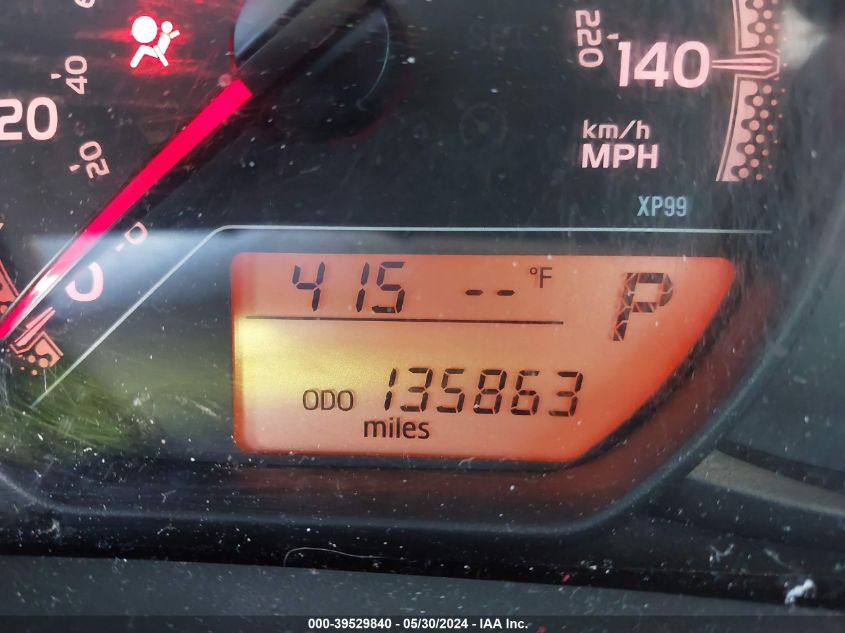 40
20
20
0
0
220
140
km/h
MPH
XP99
415 -- °F P
ODO 135863
miles
000-39529840 - 05/30/2024 - IAA Inc.